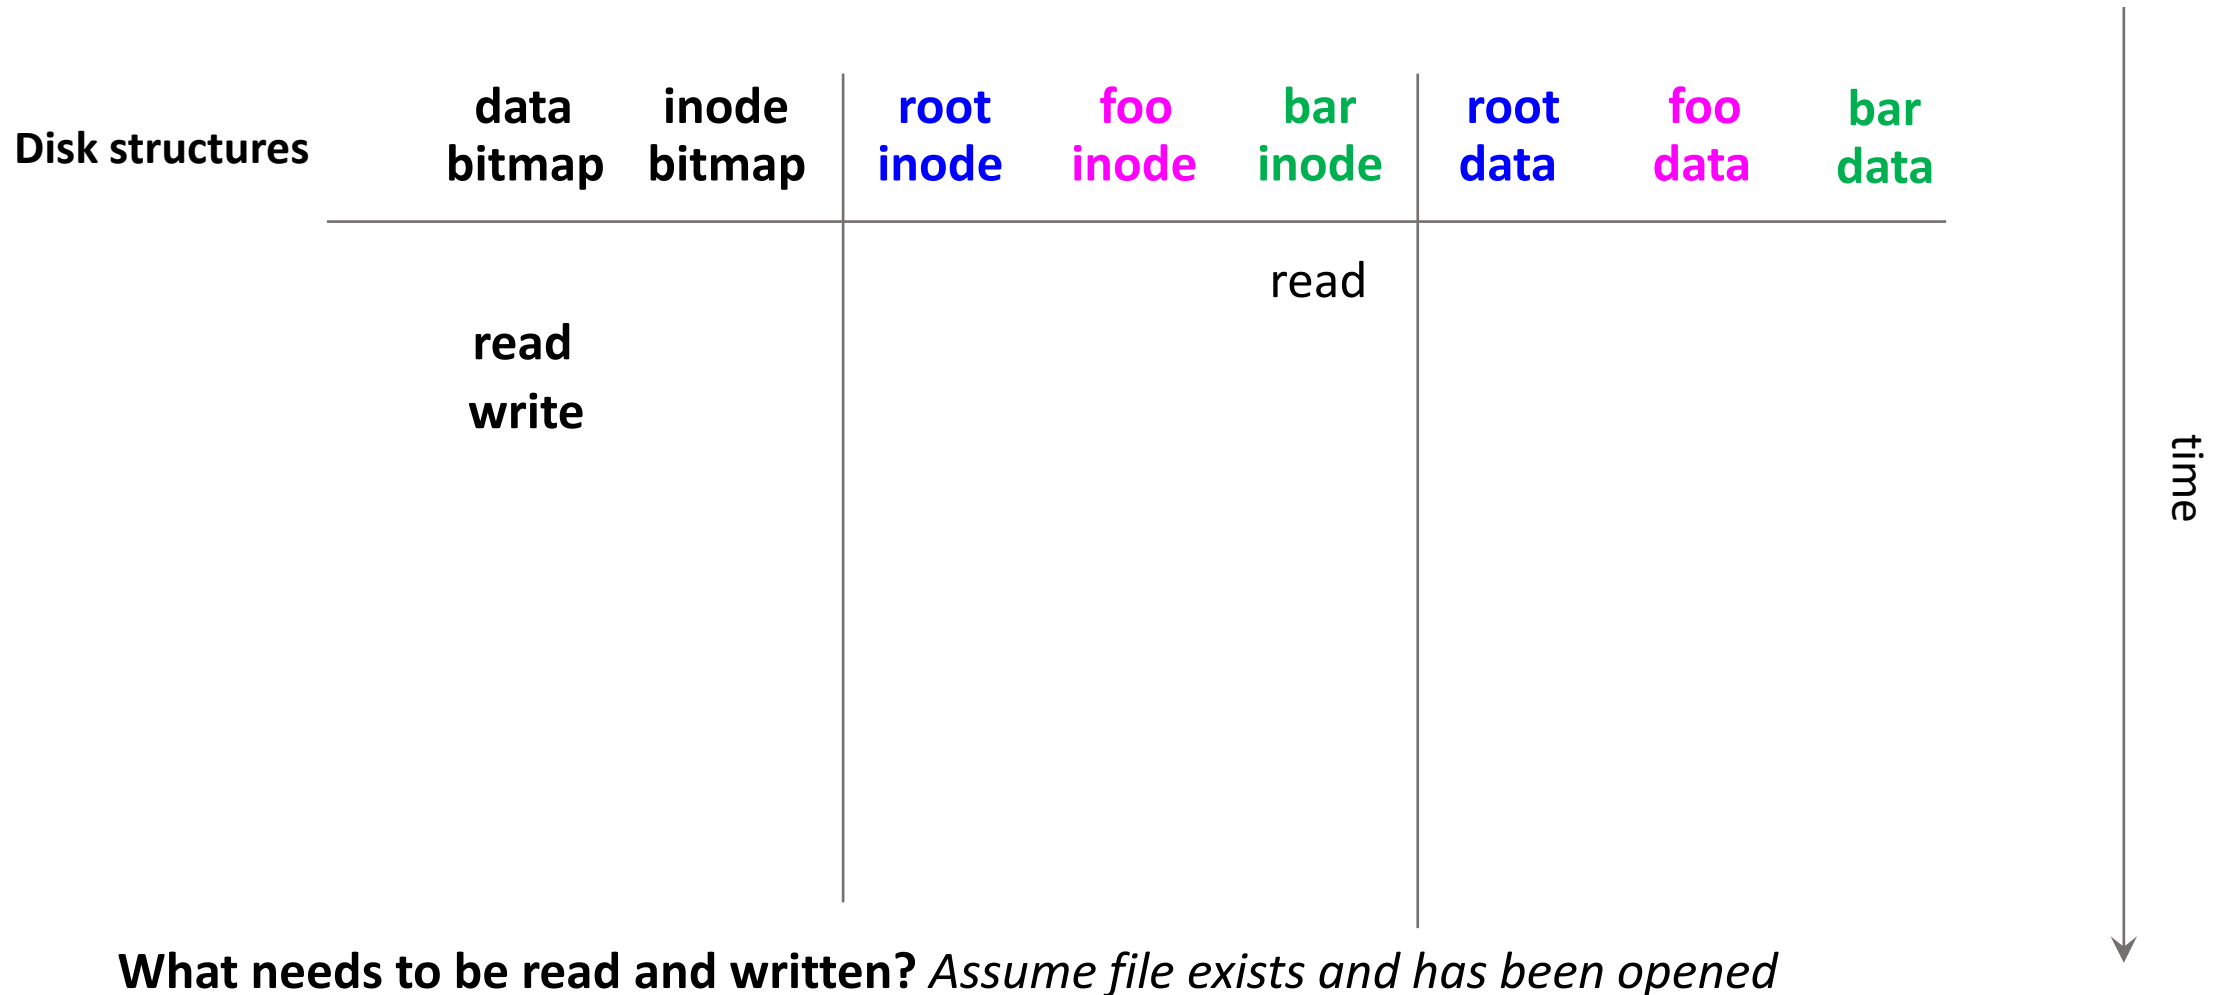 Disk structures
data bitmap
inode bitmap
root inode
foo inode
bar inode
root data
foo data
bar data
read
read
write
time
What needs to be read and written? Assume file exists and has been opened